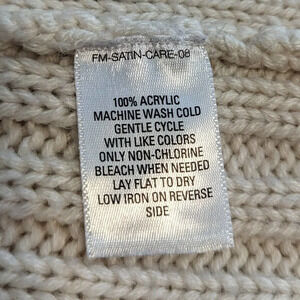 FM-SATIN-CARE-08
100% ACRYLIC
MACHINE WASH COLD
GENTLE CYCLE
WITH LIKE COLORS
ONLY NON-CHLORINE
BLEACH WHEN NEEDED
LAY FLAT TO DRY
LOW IRON ON REVERSE
SIDE